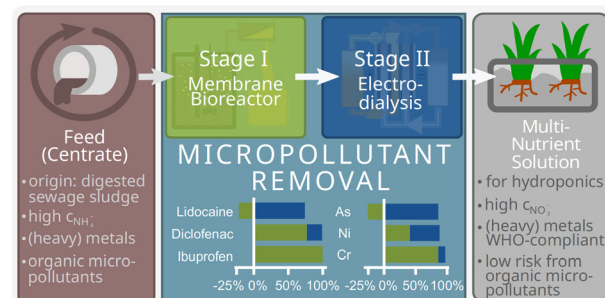 Stage I
Membrane
Bioreactor
Stage II
Electro-
dialysis
Feed
(Centrate)
• origin: digested
sewage sludge
• high c_NH₄⁺
• (heavy) metals
• organic micro-
pollutants
MICROPOLLUTANT
REMOVAL
Lidocaine
Diclofenac
Ibuprofen
-25% 0% 50% 100%
As
Ni
Cr
-25% 0% 50% 100%
Multi-
Nutrient
Solution
• for hydroponics
• high c_NO₃⁻
• (heavy) metals
WHO-compliant
• low risk from
organic micro-
pollutants